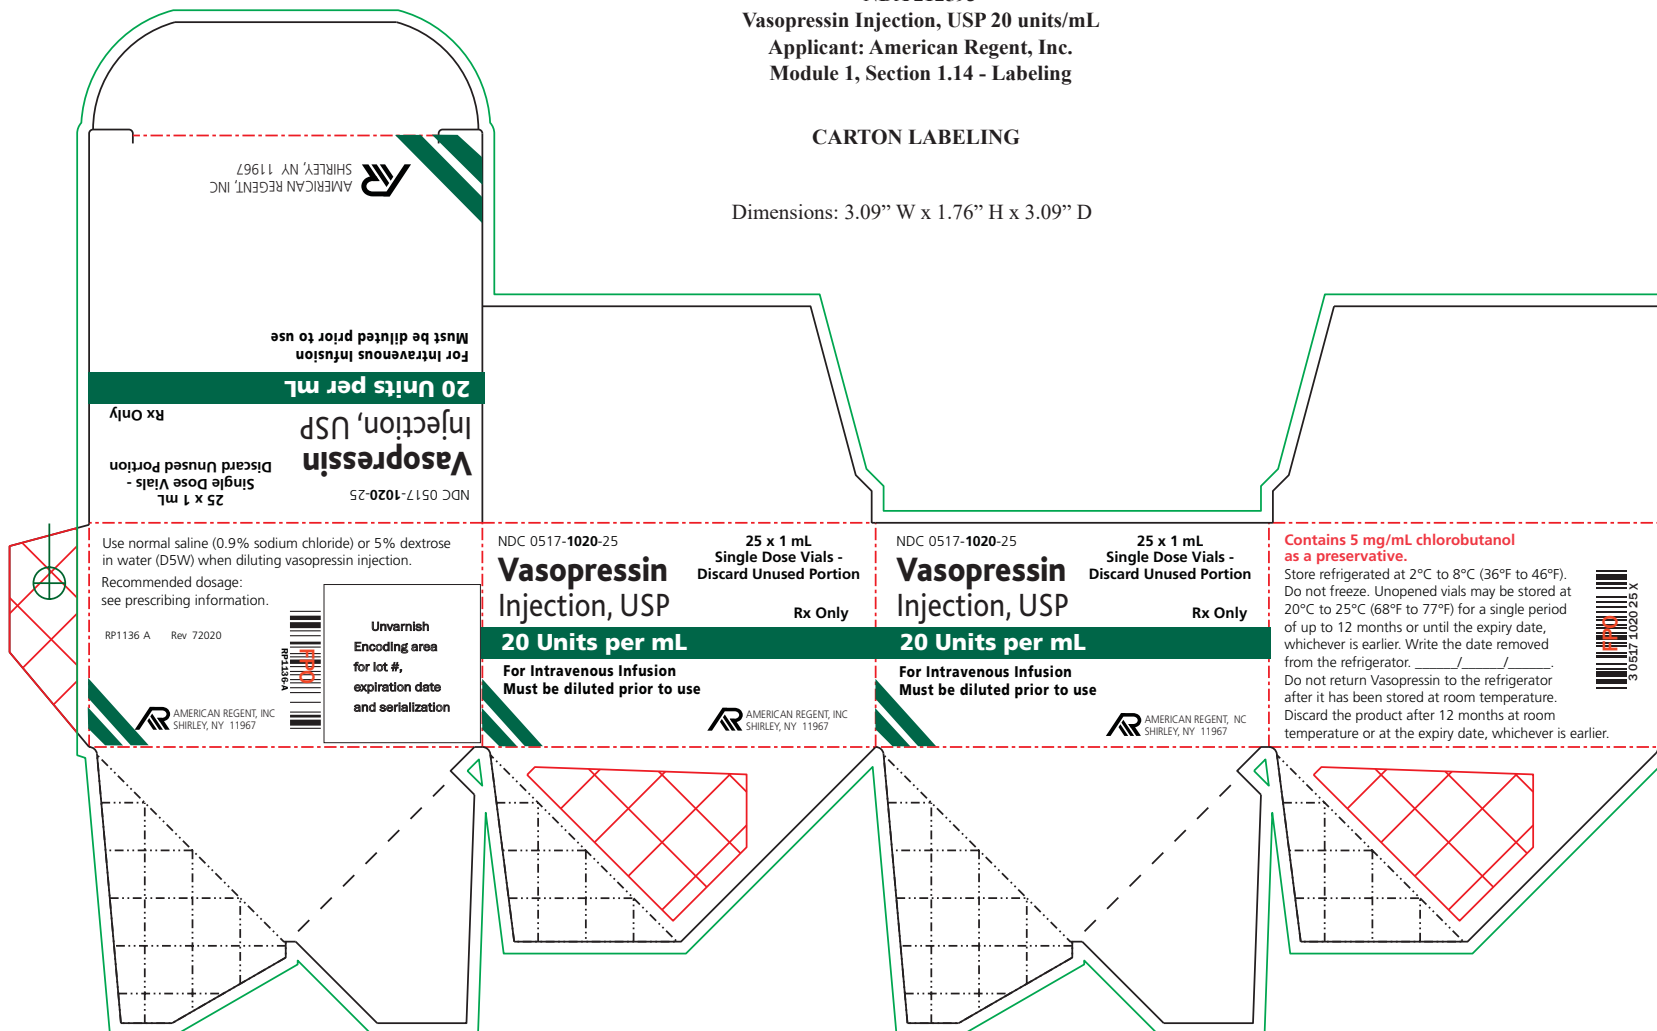 Vasopressin Injection, USP 20 units/mL
Applicant: American Regent, Inc.
Module 1, Section 1.14 - Labeling
CARTON LABELING
Dimensions: 3.09” W x 1.76” H x 3.09” D
NDC 0517-1020-25
Vasopressin
Injection, USP
25 x 1 mL
Single Dose Vials -
Discard Unused Portion
Rx Only
20 Units per mL
For Intravenous Infusion
Must be diluted prior to use
AMERICAN REGENT, INC
SHIRLEY, NY 11967
Use normal saline (0.9% sodium chloride) or 5% dextrose
in water (D5W) when diluting vasopressin injection.
Recommended dosage:
see prescribing information.
RP1136 A Rev 72020
RP1136-A
FPO
Unvarnish
Encoding area
for lot #,
expiration date
and serialization
AMERICAN REGENT, INC
SHIRLEY, NY 11967
NDC 0517-1020-25
Vasopressin
Injection, USP
25 x 1 mL
Single Dose Vials -
Discard Unused Portion
Rx Only
20 Units per mL
For Intravenous Infusion
Must be diluted prior to use
AMERICAN REGENT, INC
SHIRLEY, NY 11967
NDC 0517-1020-25
Vasopressin
Injection, USP
25 x 1 mL
Single Dose Vials -
Discard Unused Portion
Rx Only
20 Units per mL
For Intravenous Infusion
Must be diluted prior to use
AMERICAN REGENT, NC
SHIRLEY, NY 11967
Contains 5 mg/mL chlorobutanol
as a preservative.
Store refrigerated at 2°C to 8°C (36°F to 46°F).
Do not freeze. Unopened vials may be stored at
20°C to 25°C (68°F to 77°F) for a single period
of up to 12 months or until the expiry date,
whichever is earlier. Write the date removed
from the refrigerator. ______/______/______.
Do not return Vasopressin to the refrigerator
after it has been stored at room temperature.
Discard the product after 12 months at room
temperature or at the expiry date, whichever is earlier.
FPO
3 0517 1020 25 X